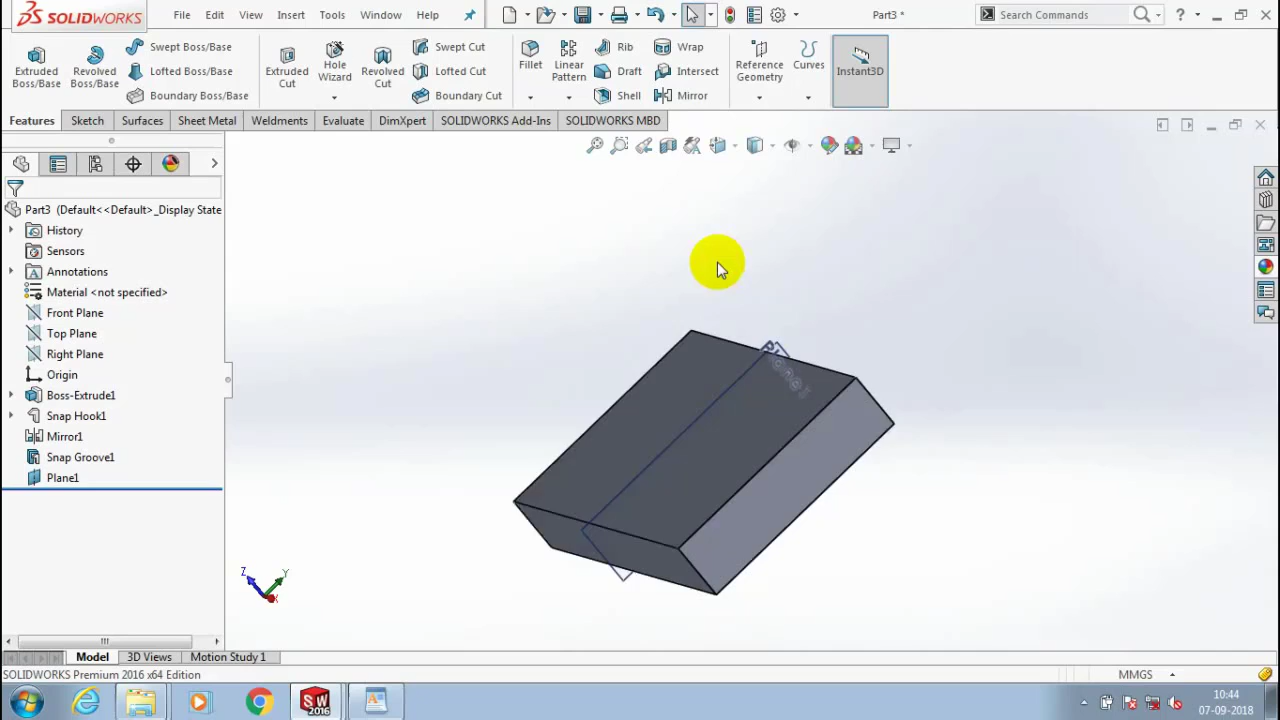 SOLIDWORKS
File Edit View Insert Tools Window Help
Part3 *
Search Commands
Extruded Boss/Base
Revolved Boss/Base
Swept Boss/Base
Lofted Boss/Base
Boundary Boss/Base
Extruded Cut
Hole Wizard
Revolved Cut
Swept Cut
Lofted Cut
Boundary Cut
Fillet
Linear Pattern
Rib
Draft
Shell
Wrap
Intersect
Mirror
Reference Geometry
Curves
Instant3D
Features Sketch Surfaces Sheet Metal Weldments Evaluate DimXpert SOLIDWORKS Add-Ins SOLIDWORKS MBD
Part3 (Default<<Default>_Display State
History
Sensors
Annotations
Material <not specified>
Front Plane
Top Plane
Right Plane
Origin
Boss-Extrude1
Snap Hook1
Mirror1
Snap Groove1
Plane1
Z Y X
Model 3D Views Motion Study 1
SOLIDWORKS Premium 2016 x64 Edition
MMGS
SW 2016
10:44
07-09-2018